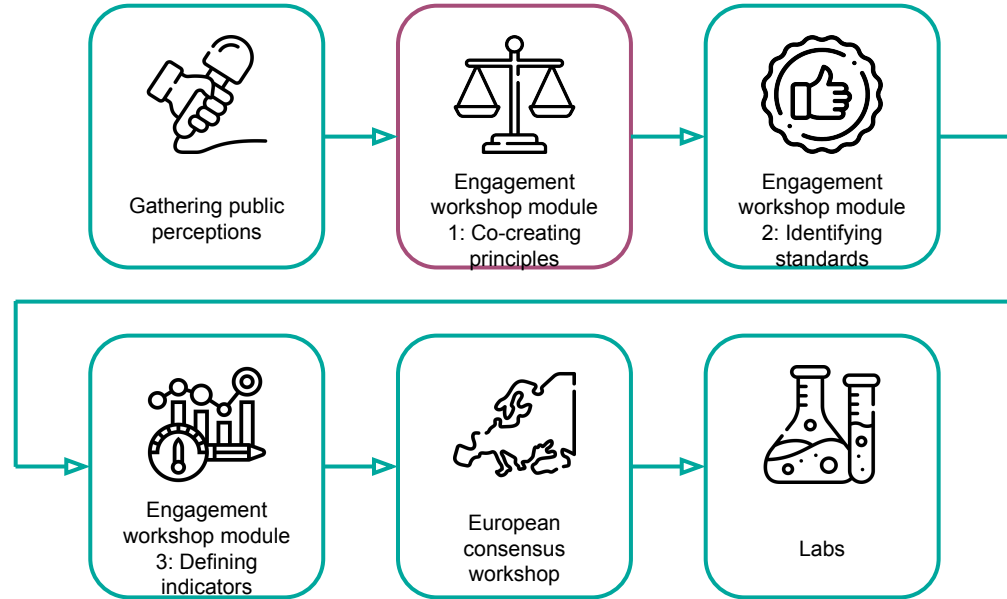 Gathering public
perceptions
Engagement
workshop module
1: Co-creating
principles
Engagement
workshop module
2: Identifying
standards
Engagement
workshop module
3: Defining
indicators
European
consensus
workshop
Labs